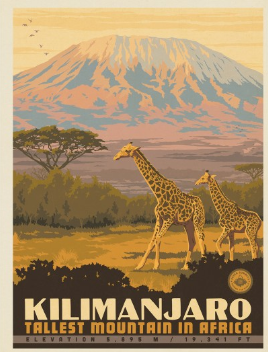 KILIMANJARO
TALLEST MOUNTAIN IN AFRICA
ELEVATION 5,895 M / 19,341 FT